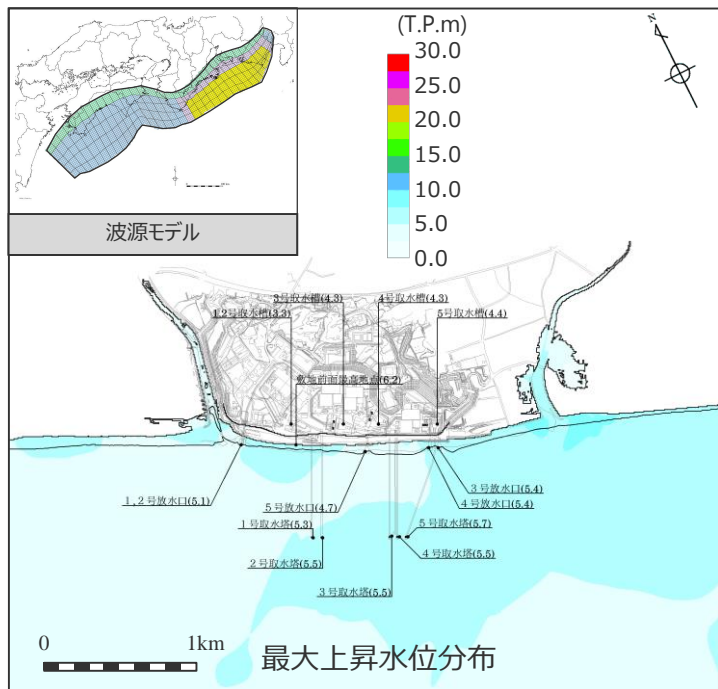 (T.P.m)
30.0
25.0
20.0
15.0
10.0
5.0
0.0
N
波源モデル
3号取水槽(4.3)
4号取水槽(4.3)
1,2号取水槽(3.3)
5号取水槽(4.4)
敷地前面最高地点(6.2)
1,2号放水口(5.1)
5号放水口(4.7)
3号放水口(5.4)
4号放水口(5.4)
1号取水塔(5.3)
2号取水塔(5.5)
3号取水塔(5.5)
4号取水塔(5.5)
5号取水塔(5.7)
0 1km
最大上昇水位分布